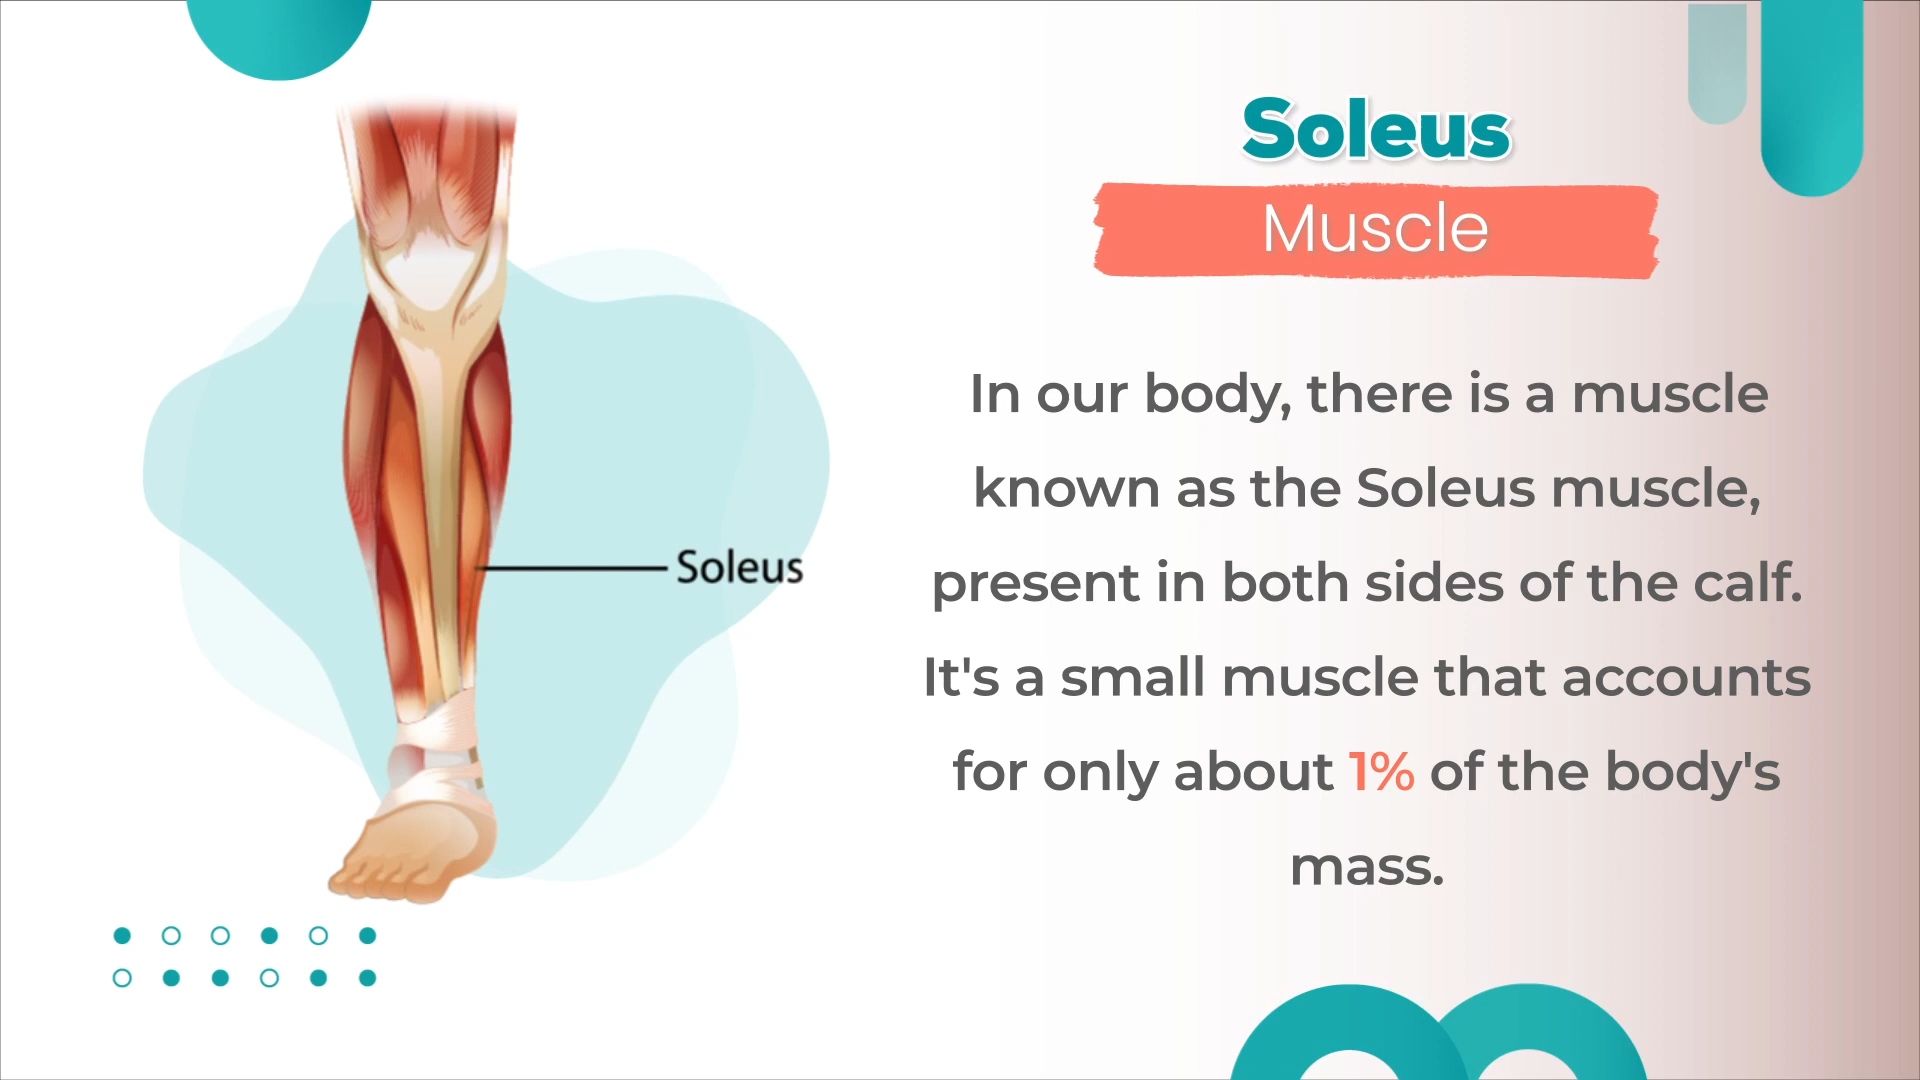 Soleus
Muscle
In our body, there is a muscle
known as the Soleus muscle,
present in both sides of the calf.
It's a small muscle that accounts
for only about 1% of the body's
mass.
Soleus